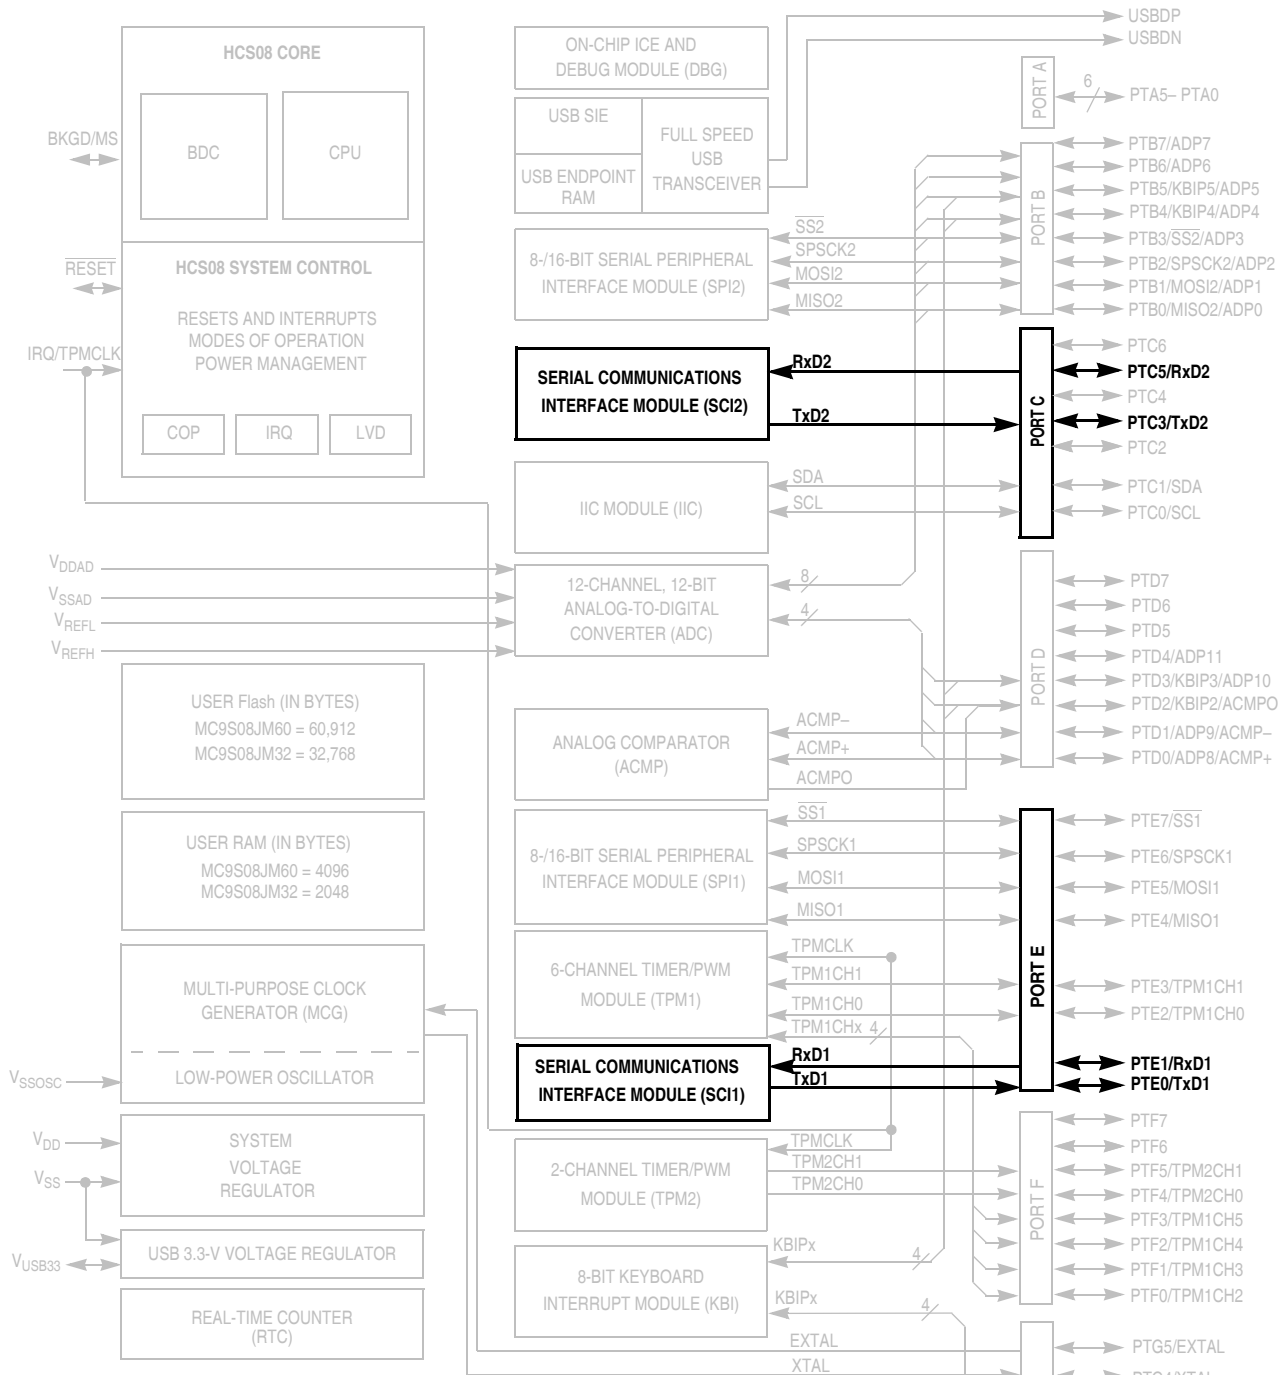 HCS08 CORE
BDC
CPU
BKGD/MS
HCS08 SYSTEM CONTROL
RESET
RESETS AND INTERRUPTS
MODES OF OPERATION
POWER MANAGEMENT
IRQ/TPMCLK
COP
IRQ
LVD
VDDAD
VSSAD
VREFL
VREFH
USER Flash (IN BYTES)
MC9S08JM60 = 60,912
MC9S08JM32 = 32,768
USER RAM (IN BYTES)
MC9S08JM60 = 4096
MC9S08JM32 = 2048
MULTI-PURPOSE CLOCK
GENERATOR (MCG)
LOW-POWER OSCILLATOR
VSSOSC
VDD
VSS
SYSTEM
VOLTAGE
REGULATOR
VUSB33
USB 3.3-V VOLTAGE REGULATOR
REAL-TIME COUNTER
(RTC)
ON-CHIP ICE AND
DEBUG MODULE (DBG)
USB SIE
USB ENDPOINT
RAM
FULL SPEED
USB
TRANSCEIVER
8-/16-BIT SERIAL PERIPHERAL
INTERFACE MODULE (SPI2)
SS2
SPSCK2
MOSI2
MISO2
SERIAL COMMUNICATIONS
INTERFACE MODULE (SCI2)
RxD2
TxD2
IIC MODULE (IIC)
SDA
SCL
12-CHANNEL, 12-BIT
ANALOG-TO-DIGITAL
CONVERTER (ADC)
8
4
ANALOG COMPARATOR
(ACMP)
ACMP–
ACMP+
ACMPO
8-/16-BIT SERIAL PERIPHERAL
INTERFACE MODULE (SPI1)
SS1
SPSCK1
MOSI1
MISO1
6-CHANNEL TIMER/PWM
MODULE (TPM1)
TPMCLK
TPM1CH1
TPM1CH0
TPM1CHx
4
SERIAL COMMUNICATIONS
INTERFACE MODULE (SCI1)
RxD1
TxD1
2-CHANNEL TIMER/PWM
MODULE (TPM2)
TPMCLK
TPM2CH1
TPM2CH0
8-BIT KEYBOARD
INTERRUPT MODULE (KBI)
KBIPx
4
KBIPx
4
EXTAL
XTAL
USBDP
USBDN
PORT A
6
PTA5– PTA0
PORT B
PTB7/ADP7
PTB6/ADP6
PTB5/KBIP5/ADP5
PTB4/KBIP4/ADP4
PTB3/SS2/ADP3
PTB2/SPSCK2/ADP2
PTB1/MOSI2/ADP1
PTB0/MISO2/ADP0
PORT C
PTC6
PTC5/RxD2
PTC4
PTC3/TxD2
PTC2
PTC1/SDA
PTC0/SCL
PORT D
PTD7
PTD6
PTD5
PTD4/ADP11
PTD3/KBIP3/ADP10
PTD2/KBIP2/ACMPO
PTD1/ADP9/ACMP–
PTD0/ADP8/ACMP+
PORT E
PTE7/SS1
PTE6/SPSCK1
PTE5/MOSI1
PTE4/MISO1
PTE3/TPM1CH1
PTE2/TPM1CH0
PTE1/RxD1
PTE0/TxD1
PORT F
PTF7
PTF6
PTF5/TPM2CH1
PTF4/TPM2CH0
PTF3/TPM1CH5
PTF2/TPM1CH4
PTF1/TPM1CH3
PTF0/TPM1CH2
PTG5/EXTAL